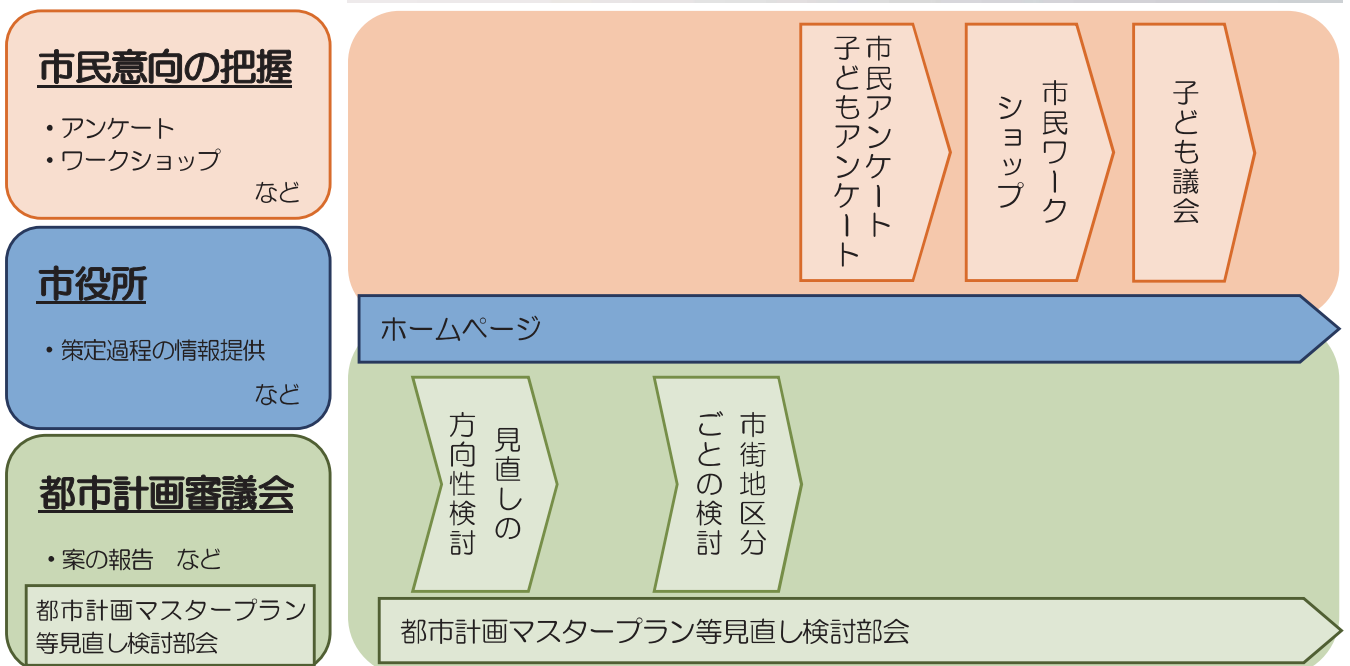 市民意向の把握
・アンケート
・ワークショップ
など
市民アンケート
子どもアンケート
市民ワーク
ショップ
子ども議会
市役所
・策定過程の情報提供
など
ホームページ
都市計画審議会
・案の報告　など
都市計画マスタープラン
等見直し検討部会
見直しの
方向性検討
市街地区分
ごとの検討
都市計画マスタープラン等見直し検討部会